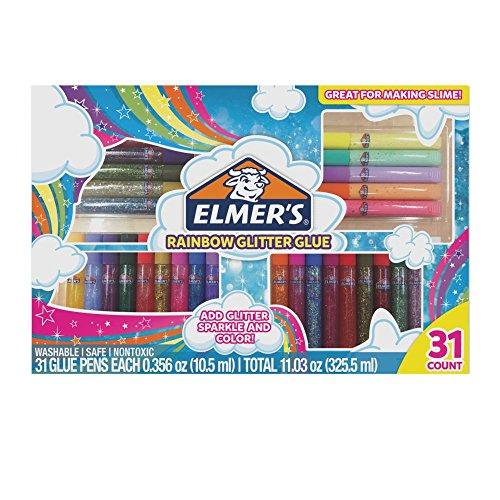 GREAT FOR MAKING SLIME!
ELMER'S
RAINBOW GLITTER GLUE
ADD GLITTER
SPARKLE AND
COLOR!
31
COUNT
WASHABLE | SAFE | NONTOXIC
31 GLUE PENS EACH 0.356 oz (10.5 ml) | TOTAL 11.03 oz (325.5 ml)